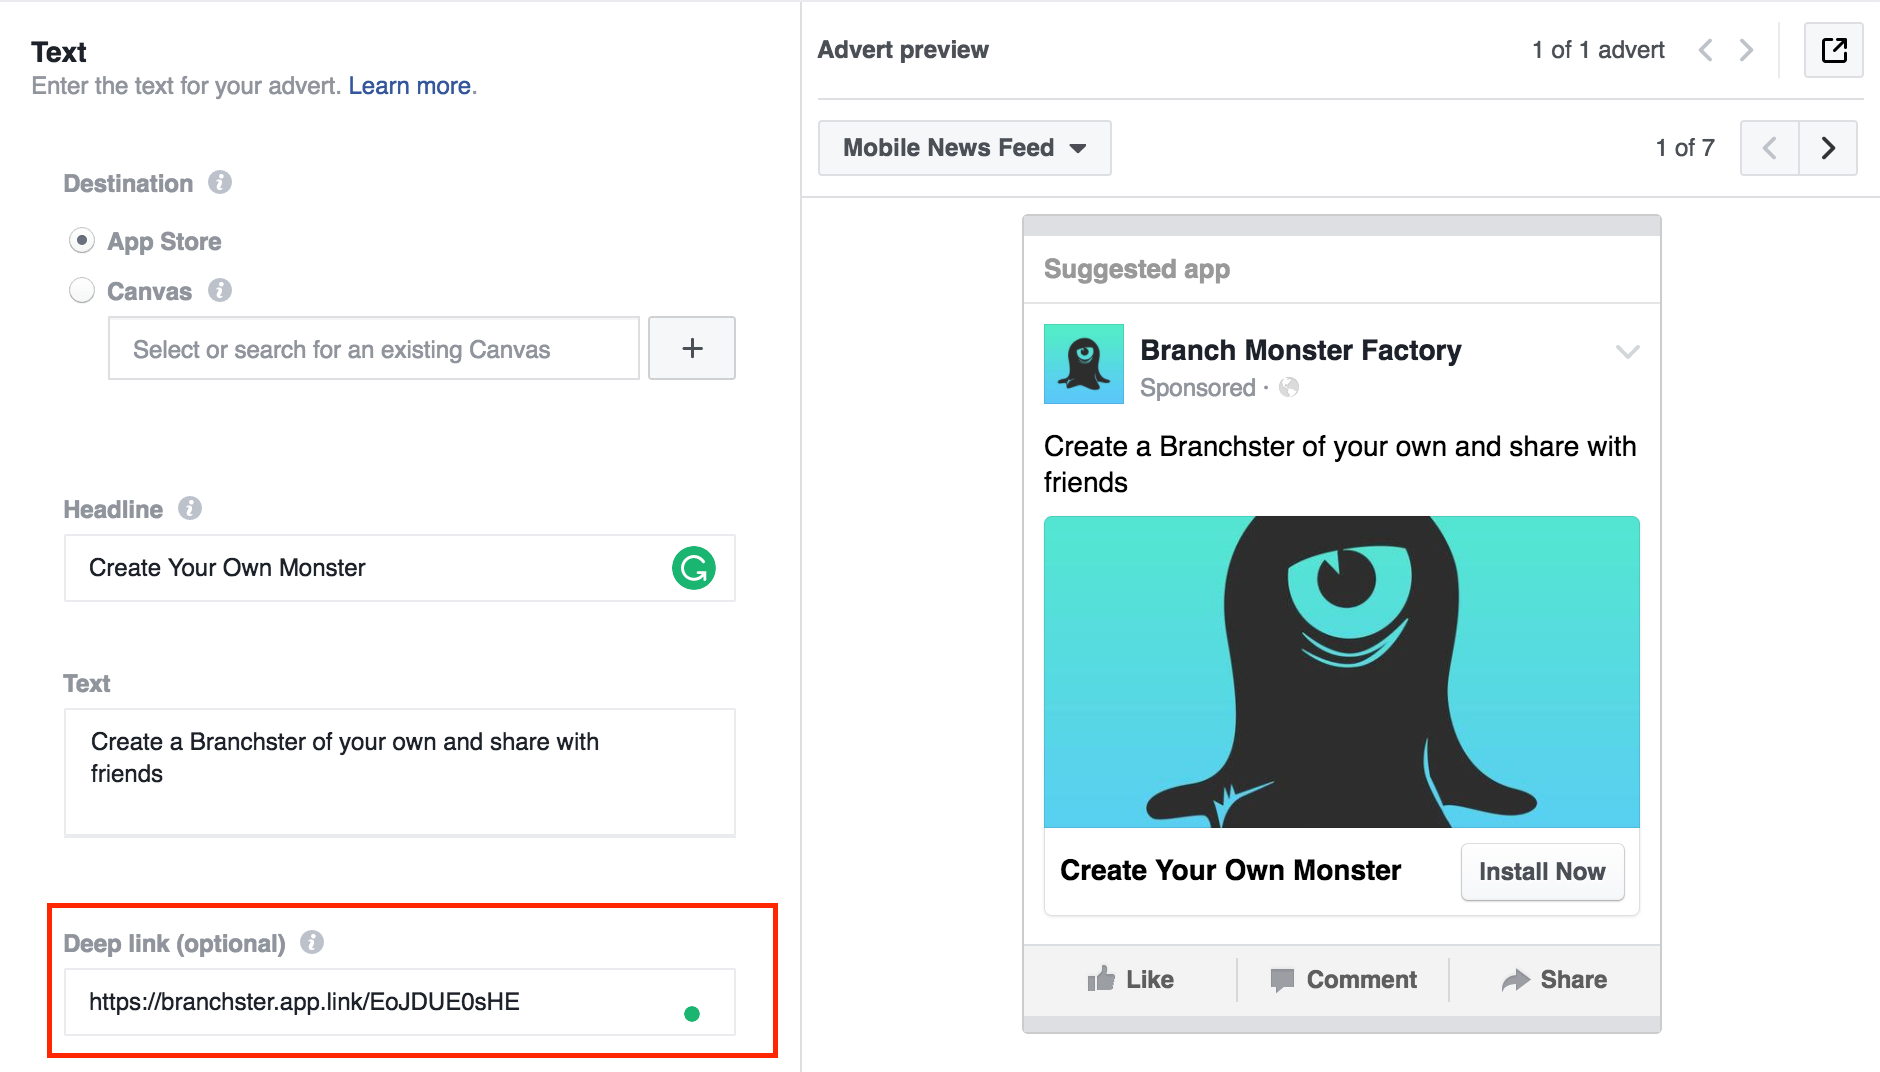 Text
Enter the text for your advert. Learn more.
Destination
App Store
Canvas
Select or search for an existing Canvas
+
Headline
Create Your Own Monster
Text
Create a Branchster of your own and share with
friends
Deep link (optional)
https://branchster.app.link/EoJDUE0sHE
Advert preview
1 of 1 advert
Mobile News Feed
1 of 7
Suggested app
Branch Monster Factory
Sponsored ·
Create a Branchster of your own and share with
friends
Create Your Own Monster
Install Now
Like
Comment
Share